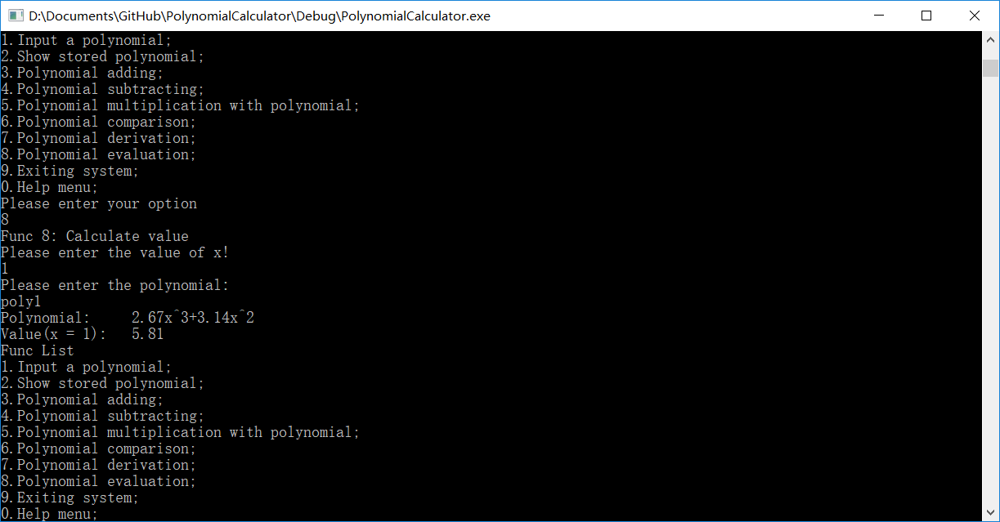 D:\Documents\GitHub\PolynomialCalculator\Debug\PolynomialCalculator.exe
1.Input a polynomial;
2.Show stored polynomial;
3.Polynomial adding;
4.Polynomial subtracting;
5.Polynomial multiplication with polynomial;
6.Polynomial comparison;
7.Polynomial derivation;
8.Polynomial evaluation;
9.Exiting system;
0.Help menu;
Please enter your option
8
Func 8: Calculate value
Please enter the value of x!
1
Please enter the polynomial:
poly1
Polynomial:     2.67x^3+3.14x^2
Value(x = 1):   5.81
Func List
1.Input a polynomial;
2.Show stored polynomial;
3.Polynomial adding;
4.Polynomial subtracting;
5.Polynomial multiplication with polynomial;
6.Polynomial comparison;
7.Polynomial derivation;
8.Polynomial evaluation;
9.Exiting system;
0.Help menu;